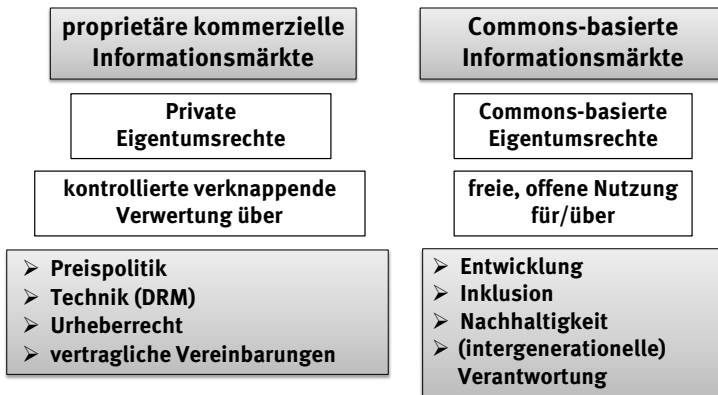 proprietäre kommerzielle
Informationsmärkte
Private
Eigentumsrechte
kontrollierte verknappende
Verwertung über
➢ Preispolitik
➢ Technik (DRM)
➢ Urheberrecht
➢ vertragliche Vereinbarungen
Commons-basierte
Informationsmärkte
Commons-basierte
Eigentumsrechte
freie, offene Nutzung
für/über
➢ Entwicklung
➢ Inklusion
➢ Nachhaltigkeit
➢ (intergenerationelle)
Verantwortung